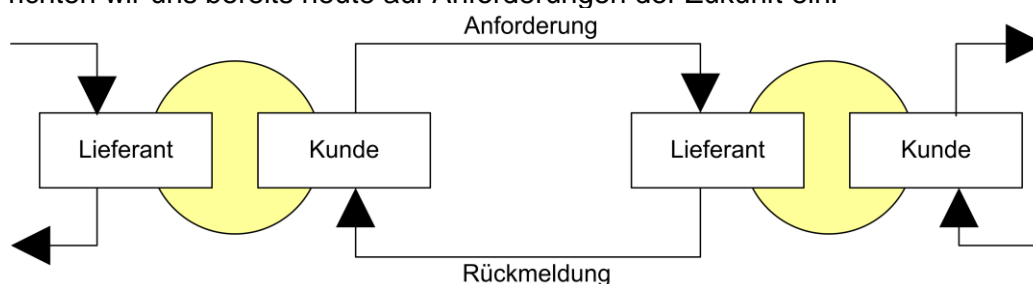 richten wir uns bereits heute auf Anforderungen der Zukunft ein.
Anforderung
Lieferant
Kunde
Lieferant
Kunde
Rückmeldung